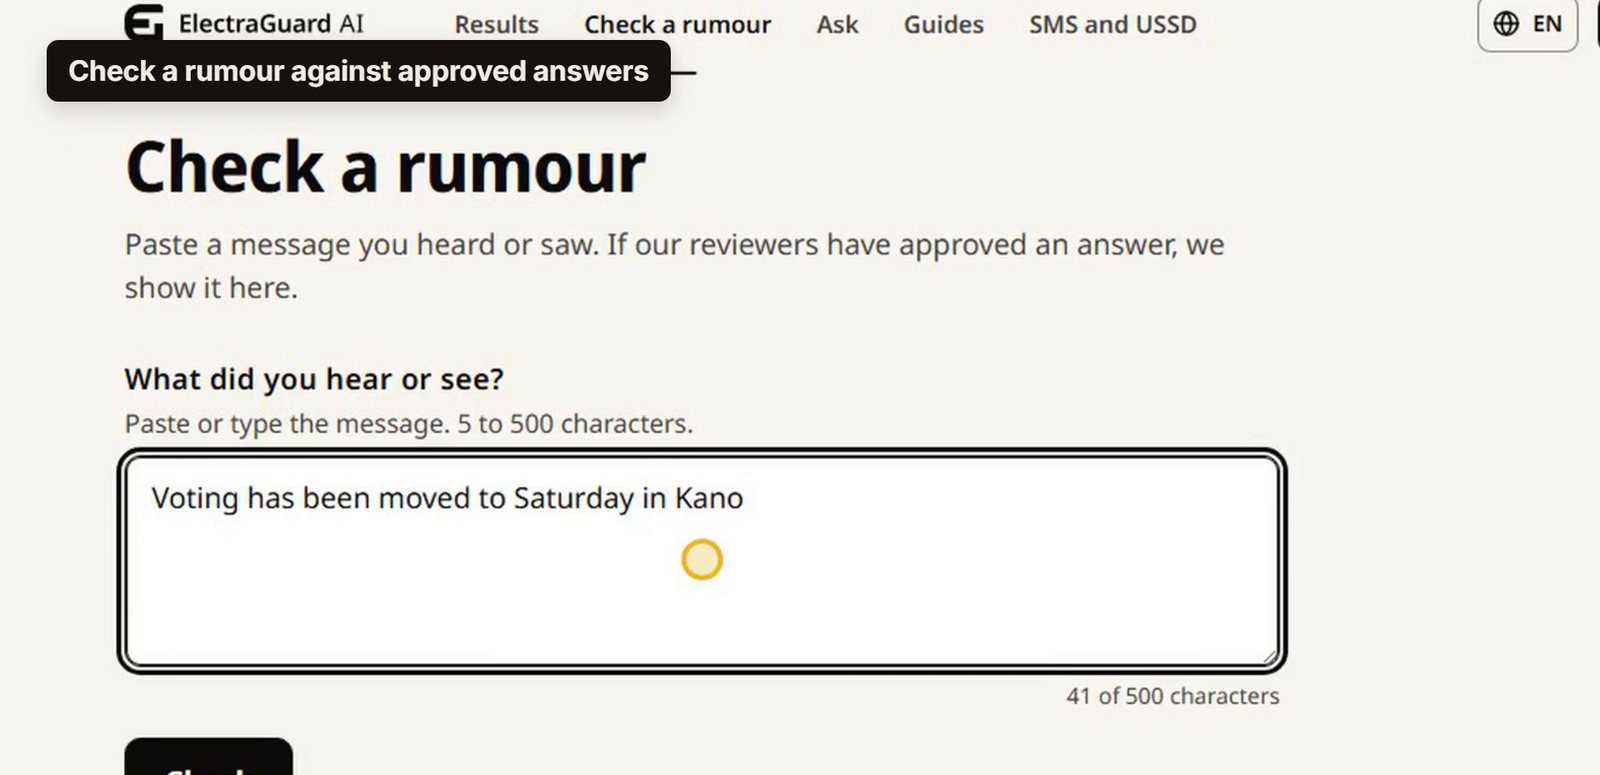 ElectraGuard AI
Results
Check a rumour
Ask
Guides
SMS and USSD
EN
Check a rumour against approved answers
Check a rumour
Paste a message you heard or saw. If our reviewers have approved an answer, we
show it here.
What did you hear or see?
Paste or type the message. 5 to 500 characters.
Voting has been moved to Saturday in Kano
41 of 500 characters